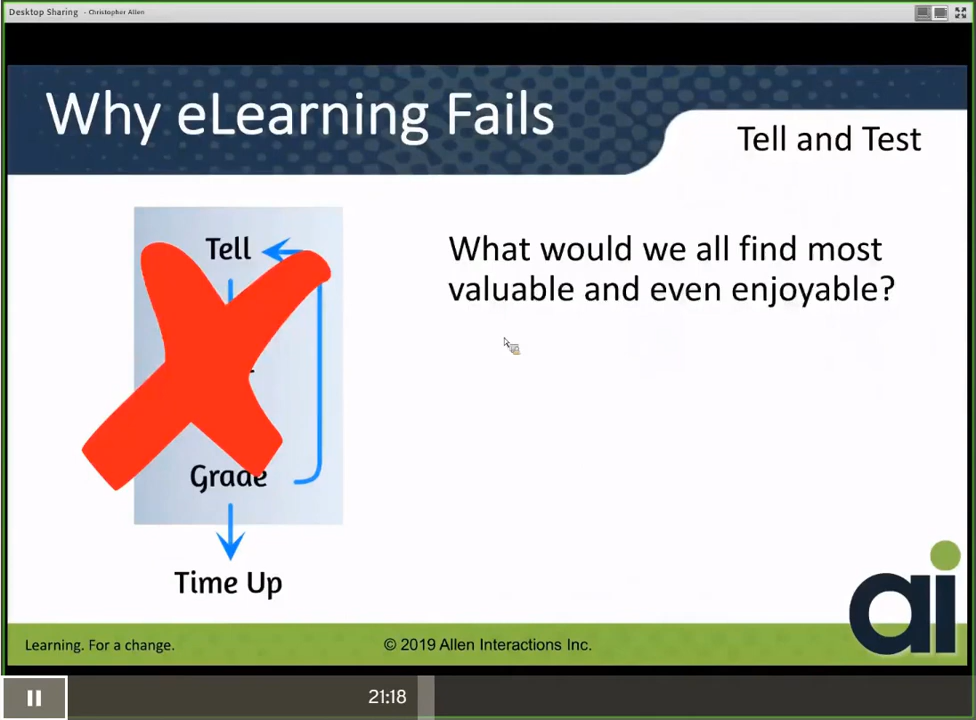 Desktop Sharing - Christopher Allen
Why eLearning Fails
Tell and Test
Tell
What would we all find most
valuable and even enjoyable?
Grade
Time Up
ai
Learning. For a change.
© 2019 Allen Interactions Inc.
21:18